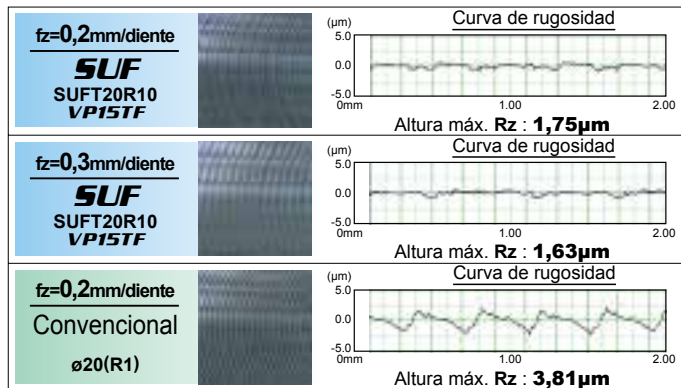 fz=0,2mm/diente
SUF
SUFT20R10
VP15TF
(μm)
Curva de rugosidad
5.0
0.0
-5.0
0mm
1.00
2.00
Altura máx. Rz : 1,75μm
fz=0,3mm/diente
SUF
SUFT20R10
VP15TF
(μm)
Curva de rugosidad
5.0
0.0
-5.0
0mm
1.00
2.00
Altura máx. Rz : 1,63μm
fz=0,2mm/diente
Convencional
ø20(R1)
(μm)
Curva de rugosidad
5.0
0.0
-5.0
0mm
1.00
2.00
Altura máx. Rz : 3,81μm